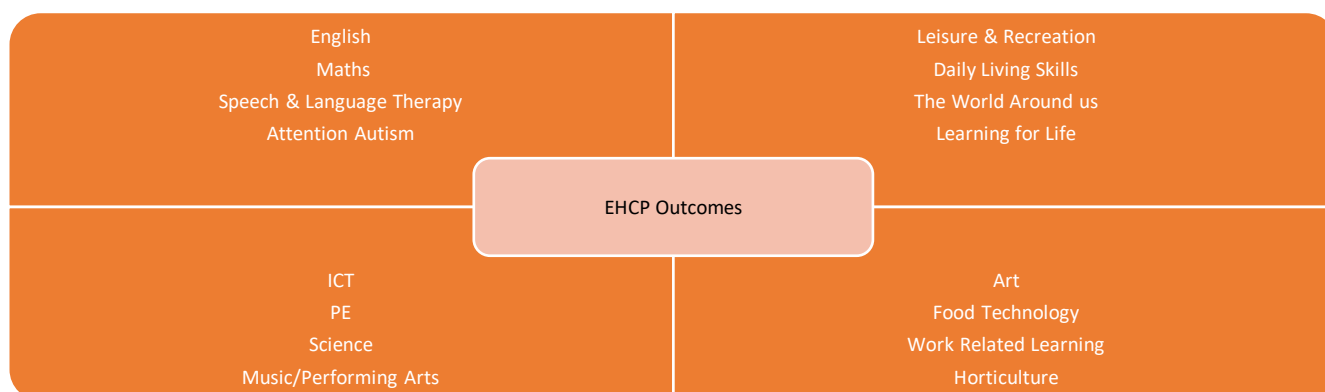 English
Maths
Speech & Language Therapy
Attention Autism
Leisure & Recreation
Daily Living Skills
The World Around us
Learning for Life
EHCP Outcomes
ICT
PE
Science
Music/Performing Arts
Art
Food Technology
Work Related Learning
Horticulture